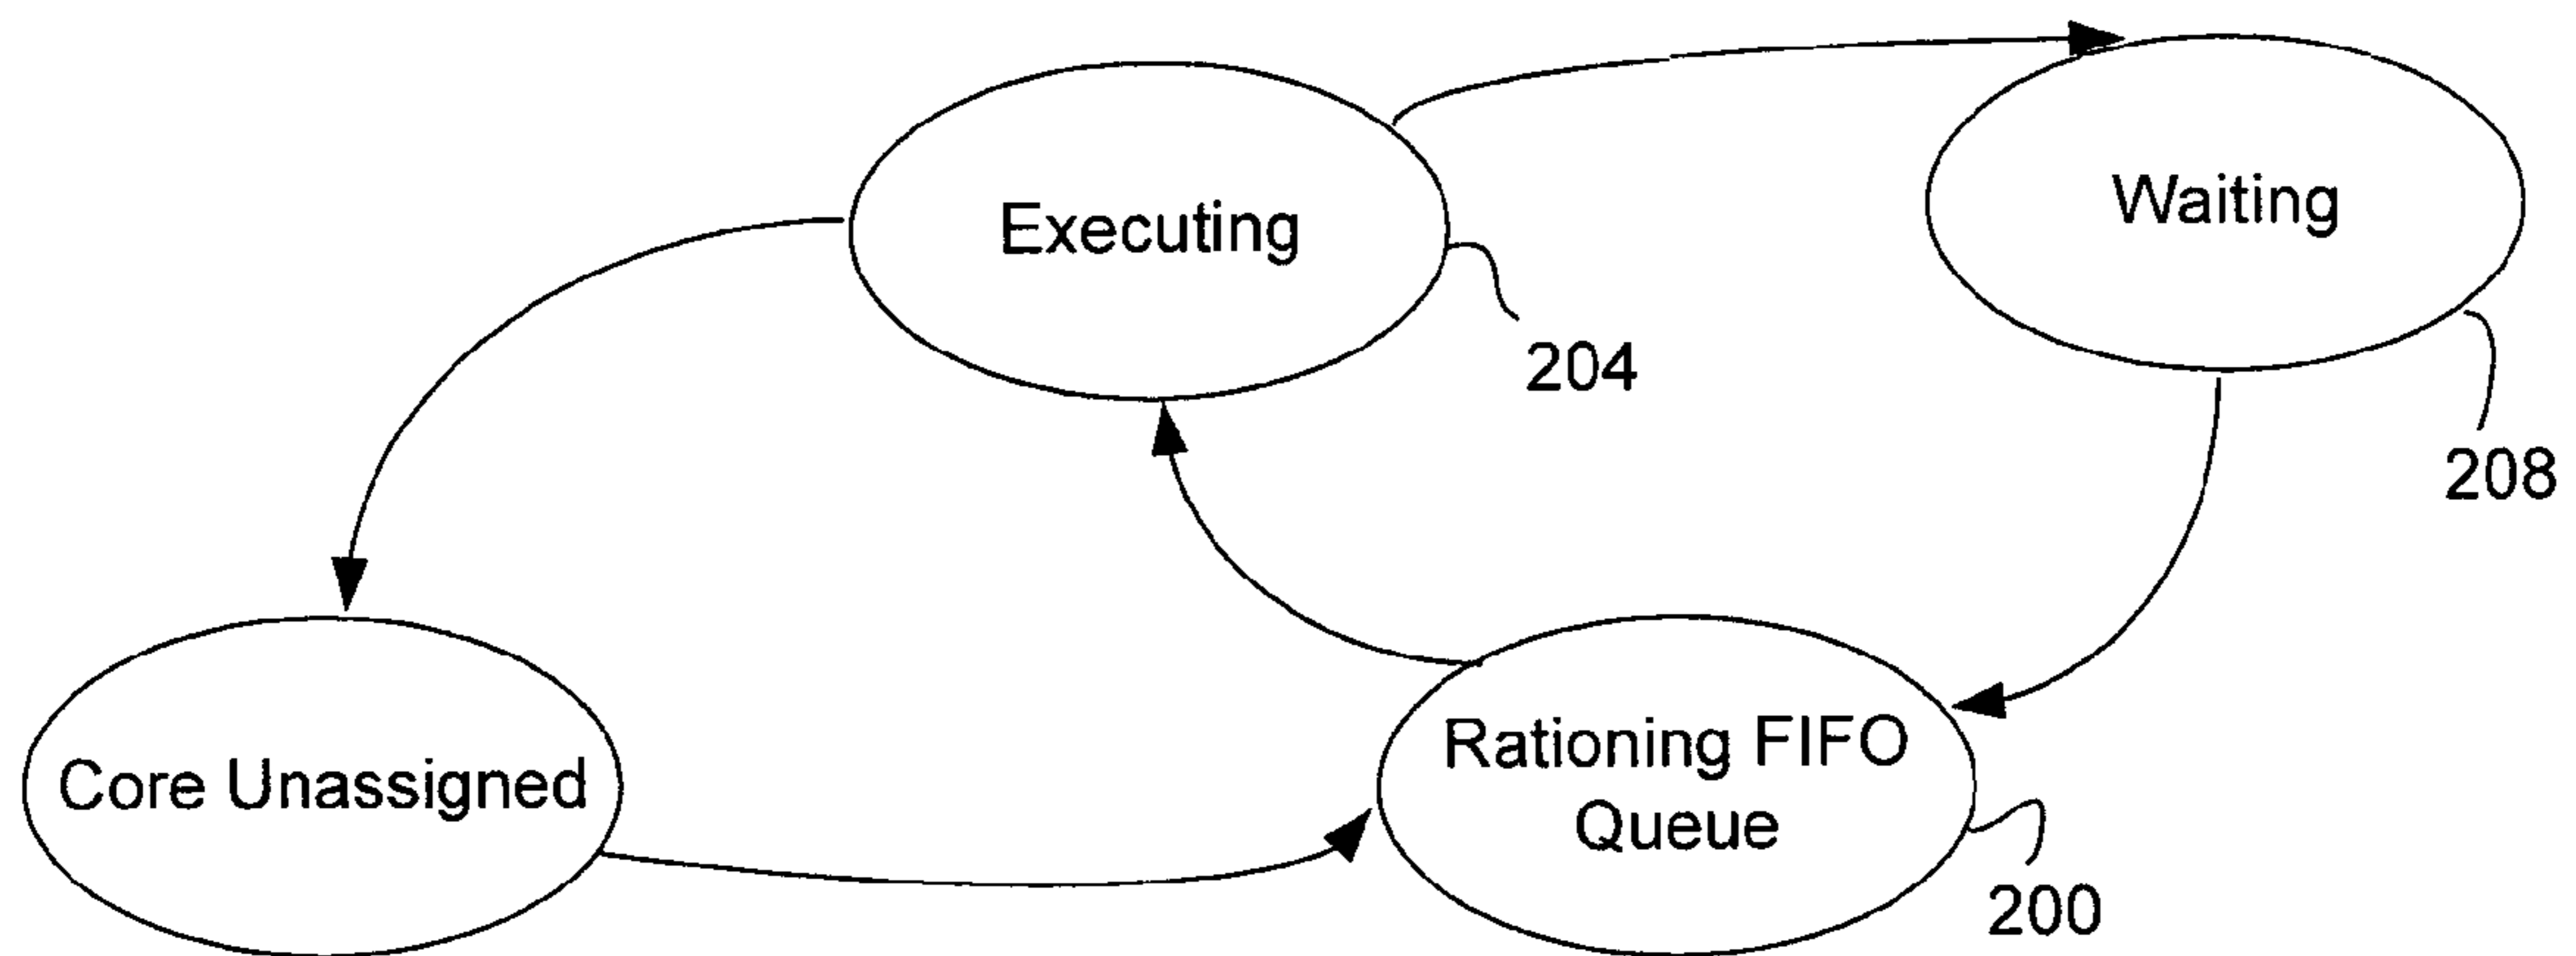 Executing
Waiting
204
208
Core Unassigned
Rationing FIFO
Queue
200